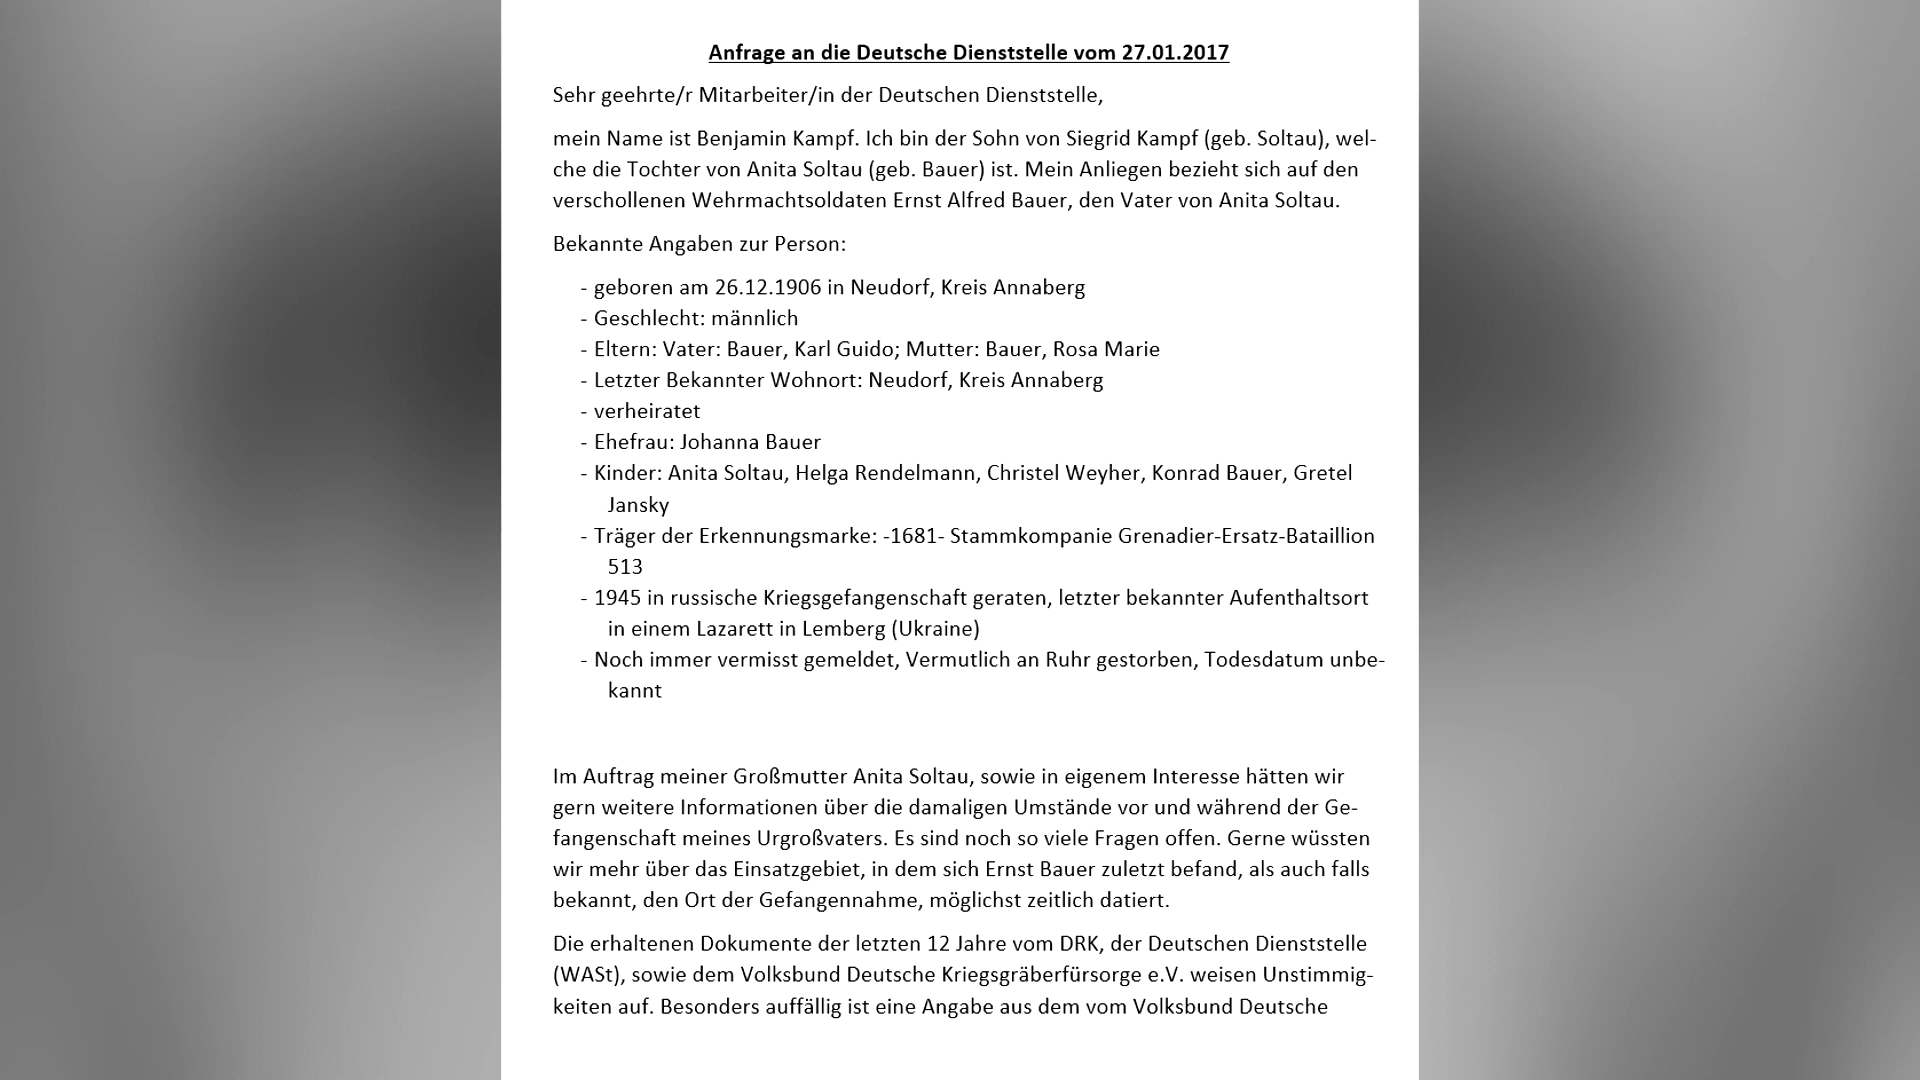 Anfrage an die Deutsche Dienststelle vom 27.01.2017
Sehr geehrte/r Mitarbeiter/in der Deutschen Dienststelle,
mein Name ist Benjamin Kampf. Ich bin der Sohn von Siegrid Kampf (geb. Soltau), wel-
che die Tochter von Anita Soltau (geb. Bauer) ist. Mein Anliegen bezieht sich auf den
verschollenen Wehrmachtsoldaten Ernst Alfred Bauer, den Vater von Anita Soltau.
Bekannte Angaben zur Person:
- geboren am 26.12.1906 in Neudorf, Kreis Annaberg
- Geschlecht: männlich
- Eltern: Vater: Bauer, Karl Guido; Mutter: Bauer, Rosa Marie
- Letzter Bekannter Wohnort: Neudorf, Kreis Annaberg
- verheiratet
- Ehefrau: Johanna Bauer
- Kinder: Anita Soltau, Helga Rendelmann, Christel Weyher, Konrad Bauer, Gretel
Jansky
- Träger der Erkennungsmarke: -1681- Stammkompanie Grenadier-Ersatz-Bataillion
513
- 1945 in russische Kriegsgefangenschaft geraten, letzter bekannter Aufenthaltsort
in einem Lazarett in Lemberg (Ukraine)
- Noch immer vermisst gemeldet, Vermutlich an Ruhr gestorben, Todesdatum unbe-
kannt
Im Auftrag meiner Großmutter Anita Soltau, sowie in eigenem Interesse hätten wir
gern weitere Informationen über die damaligen Umstände vor und während der Ge-
fangenschaft meines Urgroßvaters. Es sind noch so viele Fragen offen. Gerne wüssten
wir mehr über das Einsatzgebiet, in dem sich Ernst Bauer zuletzt befand, als auch falls
bekannt, den Ort der Gefangennahme, möglichst zeitlich datiert.
Die erhaltenen Dokumente der letzten 12 Jahre vom DRK, der Deutschen Dienststelle
(WASt), sowie dem Volksbund Deutsche Kriegsgräberfürsorge e.V. weisen Unstimmig-
keiten auf. Besonders auffällig ist eine Angabe aus dem vom Volksbund Deutsche